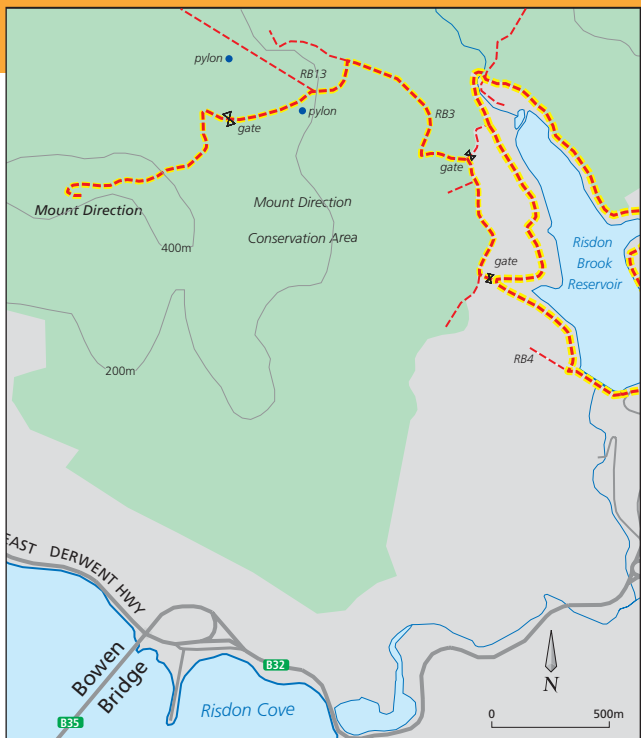 pylon
RB13
pylon
gate
RB3
gate
Mount Direction
Mount Direction
Conservation Area
400m
Risdon
Brook
Reservoir
gate
200m
RB4
EAST DERWENT HWY
Bowen
Bridge
B32
B35
Risdon Cove
N
0 500m